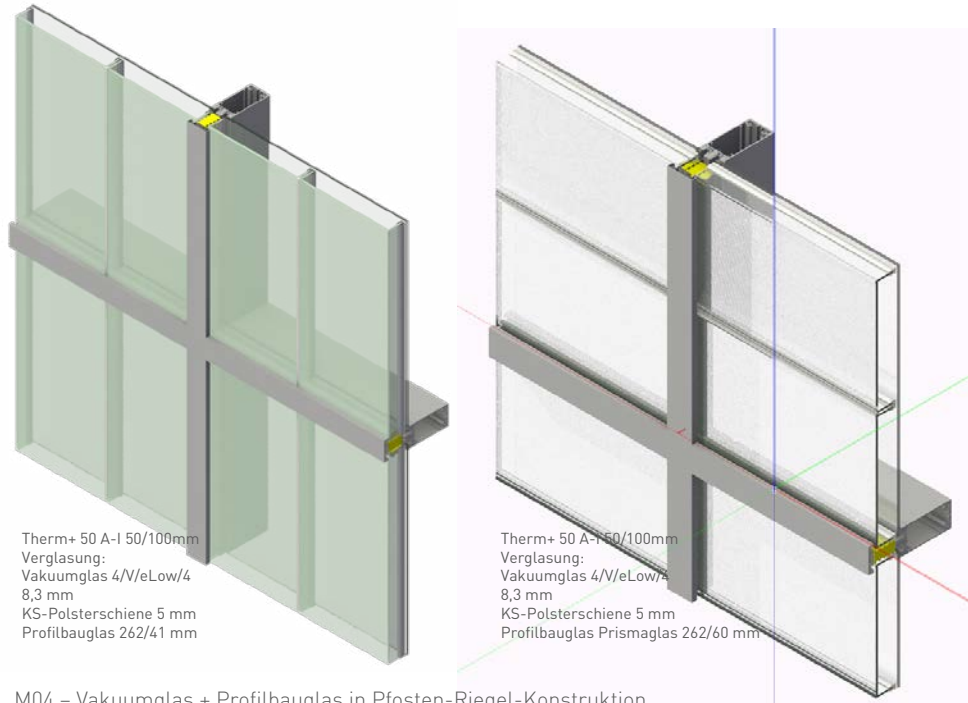 Therm+ 50 A-I 50/100mm
Verglasung:
Vakuumglas 4/V/eLow/4
8,3 mm
KS-Polsterschiene 5 mm
Profilbauglas 262/41 mm
Therm+ 50 A-I 50/100mm
Verglasung:
Vakuumglas 4/V/eLow/4
8,3 mm
KS-Polsterschiene 5 mm
Profilbauglas Prismaglas 262/60 mm
M04 – Vakuumglas + Profilbauglas in Pfosten-Riegel-Konstruktion